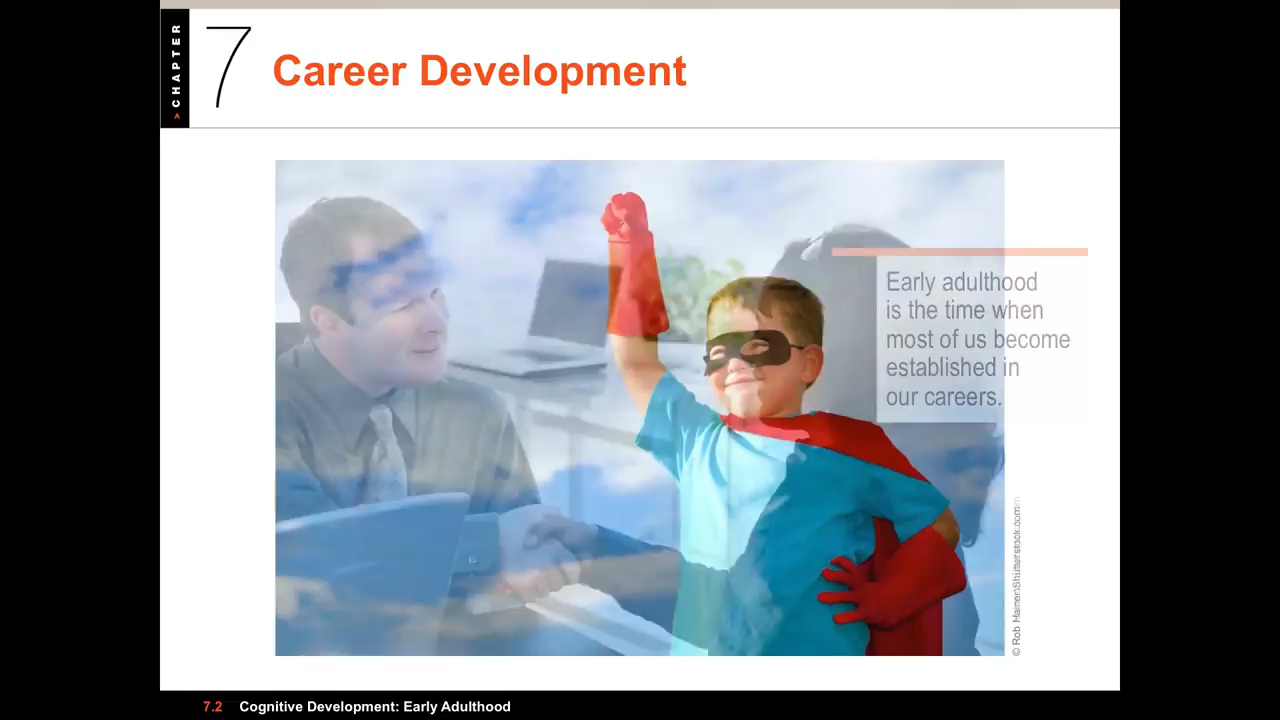 > CHAPTER
7
Career Development
Early adulthood
is the time when
most of us become
established in
our careers.
© Rob Hainer/Shutterstock.com
7.2 Cognitive Development: Early Adulthood